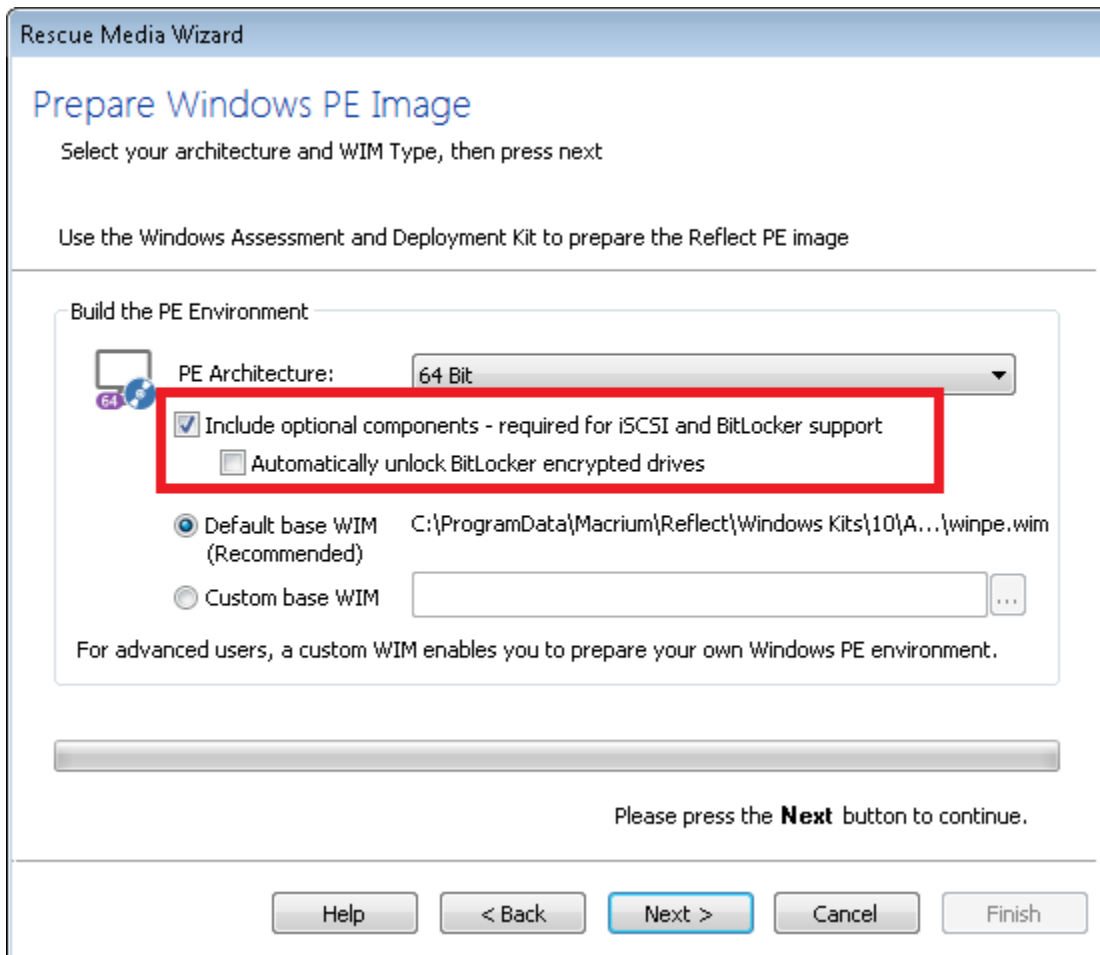 Rescue Media Wizard
Prepare Windows PE Image
Select your architecture and WIM Type, then press next
Use the Windows Assessment and Deployment Kit to prepare the Reflect PE image
Build the PE Environment
64
PE Architecture: 64 Bit
Include optional components - required for iSCSI and BitLocker support
Automatically unlock BitLocker encrypted drives
Default base WIM C:\ProgramData\Macrium\Reflect\Windows Kits\10\A...\winpe.wim
(Recommended)
Custom base WIM ...
For advanced users, a custom WIM enables you to prepare your own Windows PE environment.
Please press the Next button to continue.
Help < Back Next > Cancel Finish